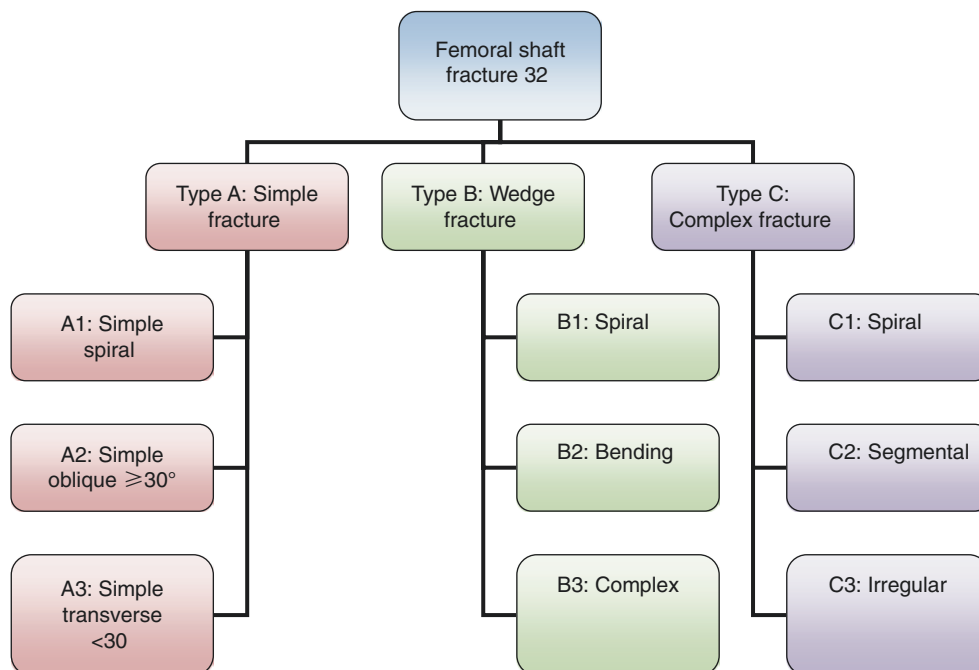 Femoral shaft
fracture 32
Type A: Simple
fracture
Type B: Wedge
fracture
Type C:
Complex fracture
A1: Simple
spiral
B1: Spiral
C1: Spiral
A2: Simple
oblique ⩾30°
B2: Bending
C2: Segmental
A3: Simple
transverse
<30
B3: Complex
C3: Irregular